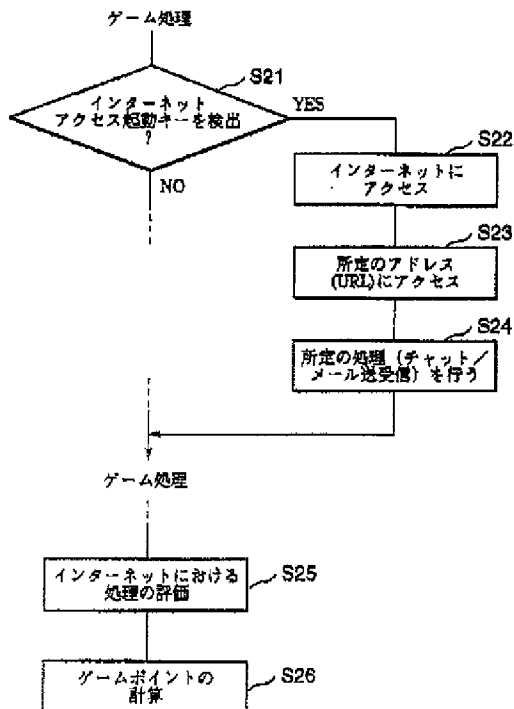 ゲーム処理
S21
インターネット
アクセス起動キーを検出
?
YES
NO
S22
インターネットに
アクセス
S23
所定のアドレス
(URL)にアクセス
S24
所定の処理(チャット/
メール送受信)を行う
ゲーム処理
S25
インターネットにおける
処理の評価
S26
ゲームポイントの
計算